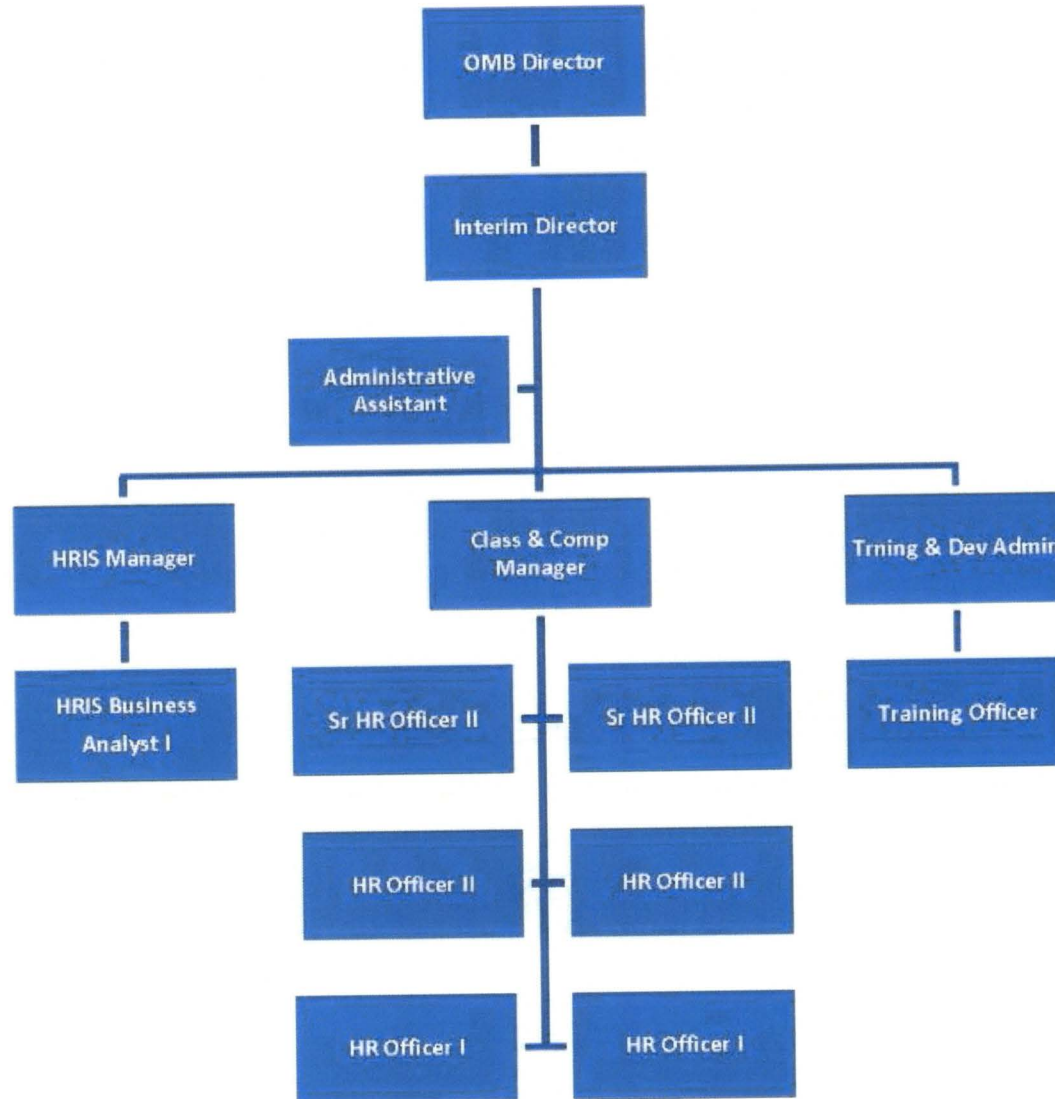 OMB Director
Interim Director
Administrative
Assistant
HRIS Manager
Class & Comp
Manager
Trning & Dev Admin
HRIS Business
Analyst I
Sr HR Officer II
Sr HR Officer II
Training Officer
HR Officer II
HR Officer II
HR Officer I
HR Officer I